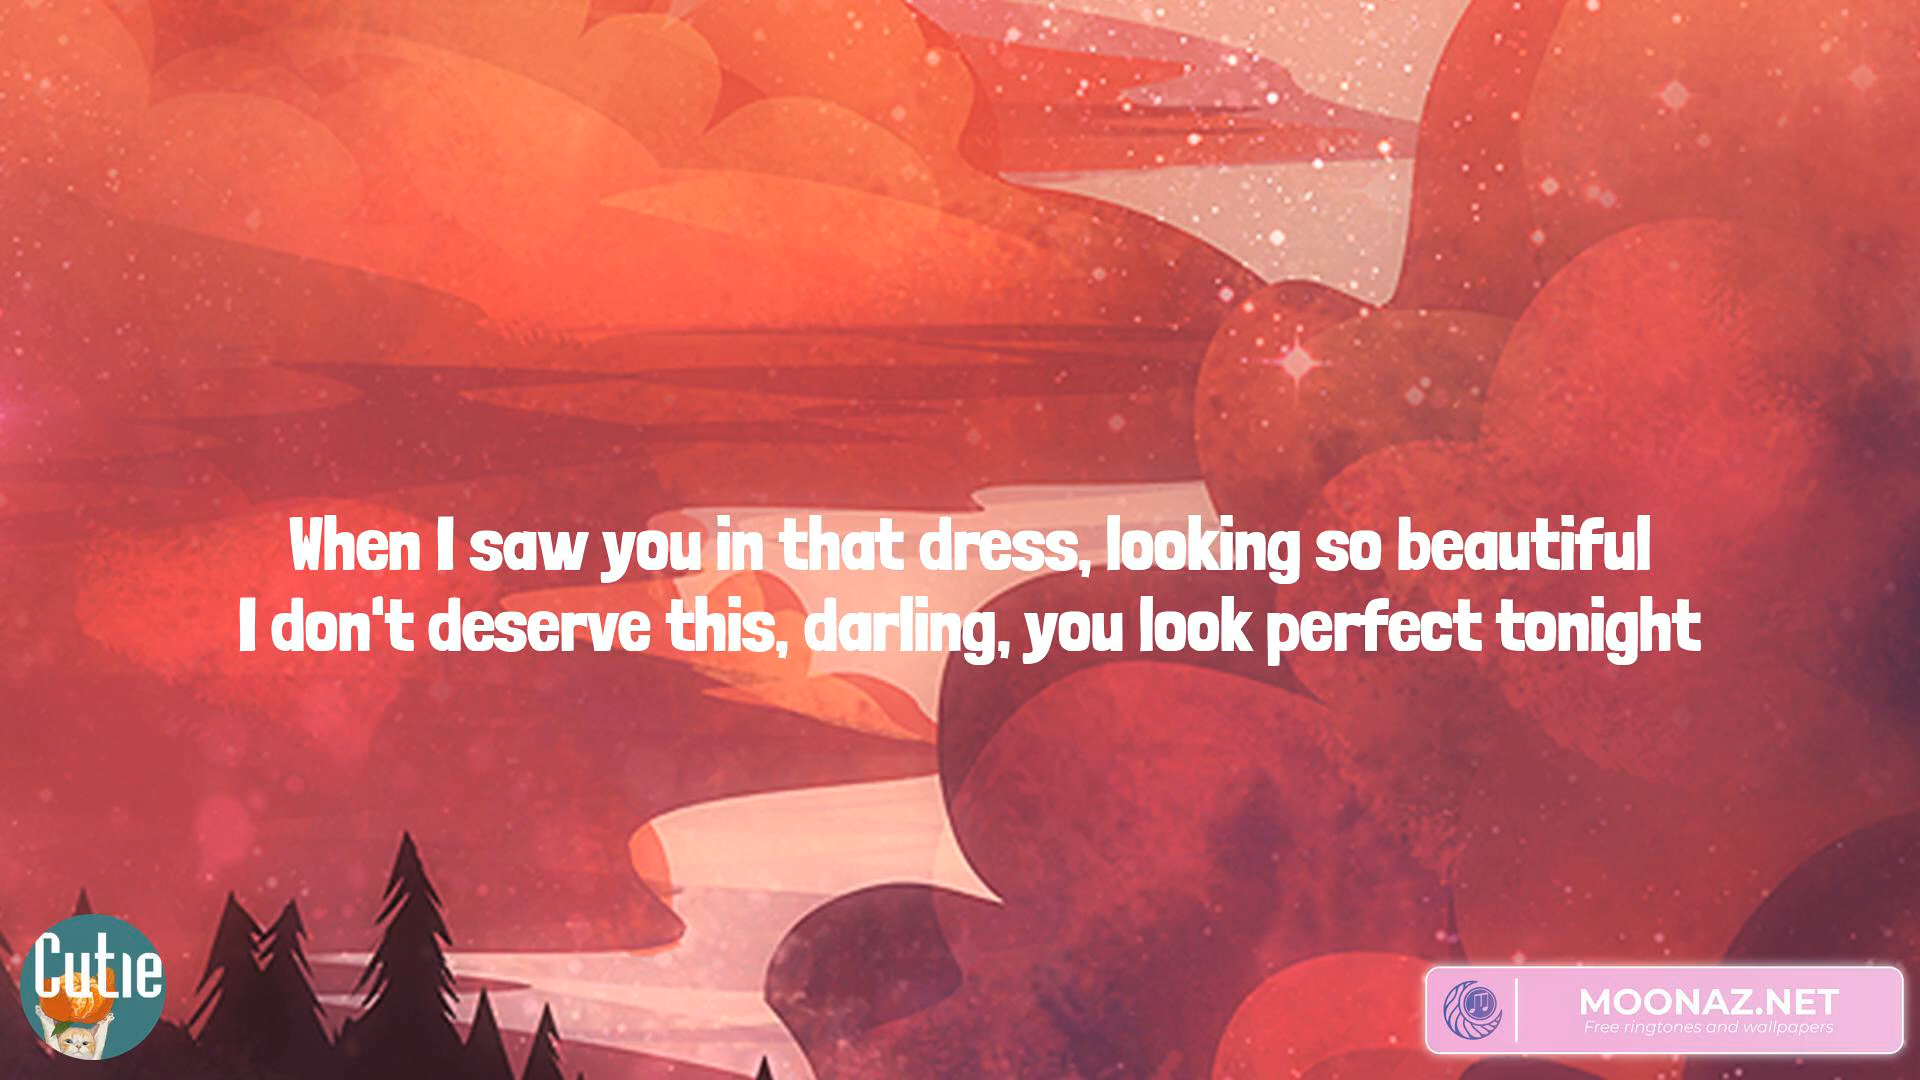 When I saw you in that dress, looking so beautiful
I don't deserve this, darling, you look perfect tonight
Cutie
MOONAZ.NET
Free ringtones and wallpapers